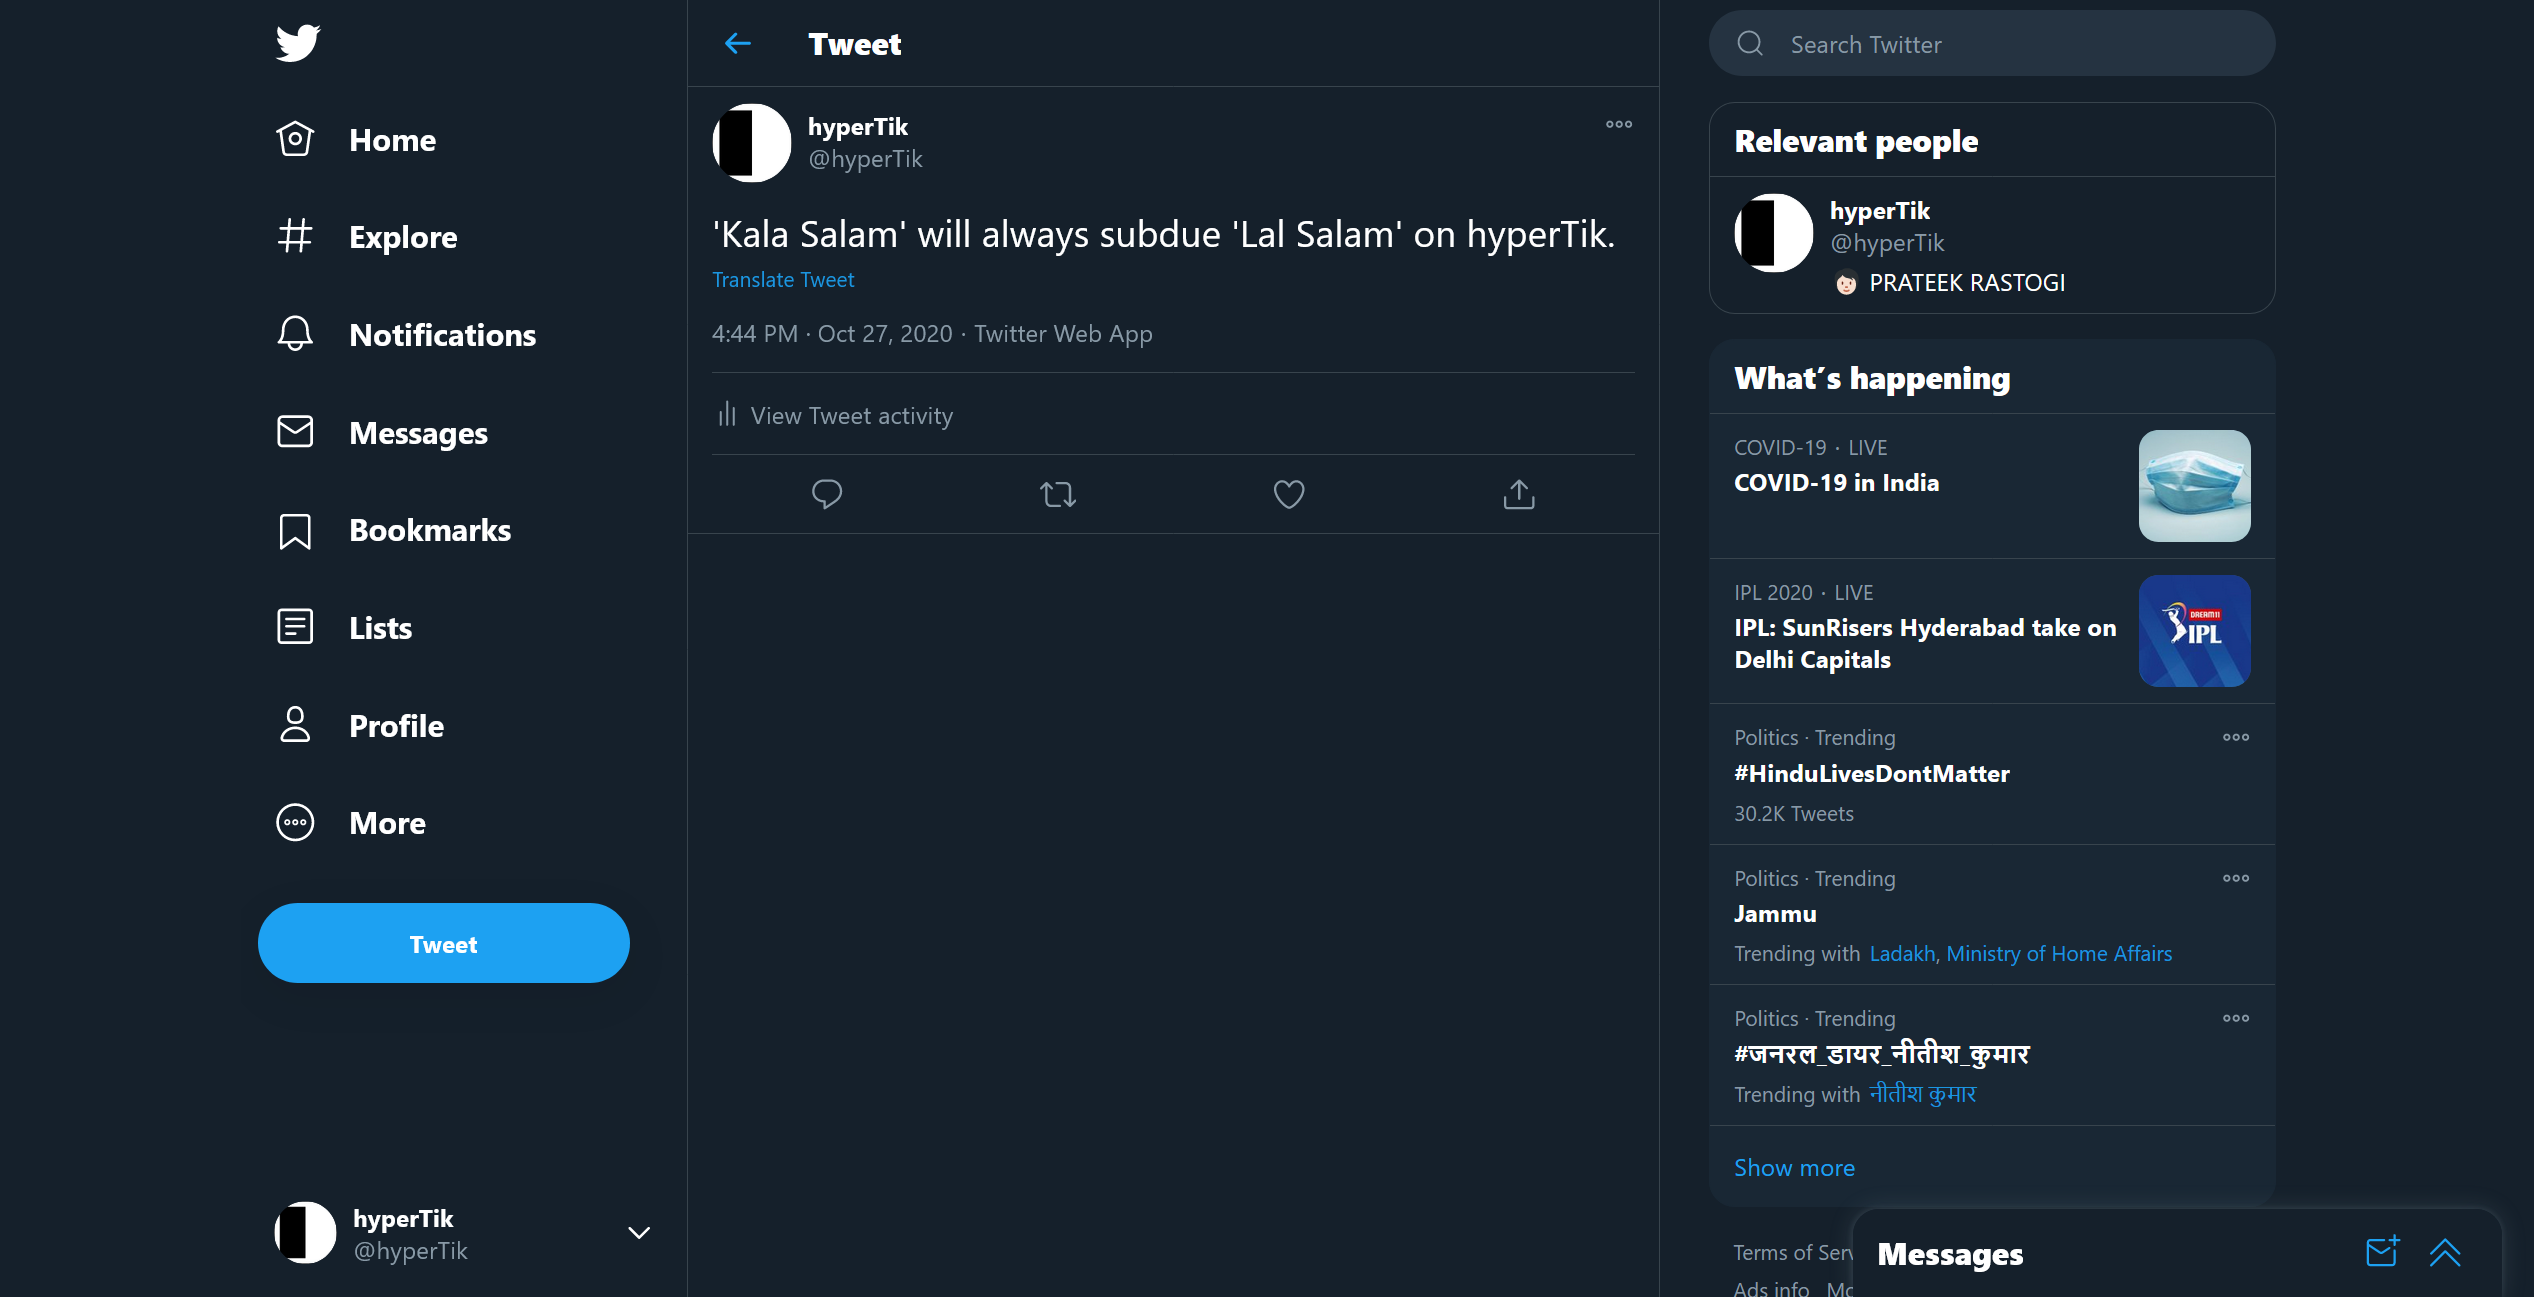 Home
Explore
Notifications
Messages
Bookmarks
Lists
Profile
More
Tweet
hyperTik
@hyperTik
Tweet
hyperTik
@hyperTik
'Kala Salam' will always subdue 'Lal Salam' on hyperTik.
Translate Tweet
4:44 PM · Oct 27, 2020 · Twitter Web App
View Tweet activity
Search Twitter
Relevant people
hyperTik
@hyperTik
PRATEEK RASTOGI
What's happening
COVID-19 · LIVE
COVID-19 in India
IPL 2020 · LIVE
IPL: SunRisers Hyderabad take on
Delhi Capitals
DREAM11
IPL
Politics · Trending
#HinduLivesDontMatter
30.2K Tweets
Politics · Trending
Jammu
Trending with Ladakh, Ministry of Home Affairs
Politics · Trending
#जनरल_डायर_नीतीश_कुमार
Trending with नीतीश कुमार
Show more
Terms of
Ads info
Messages